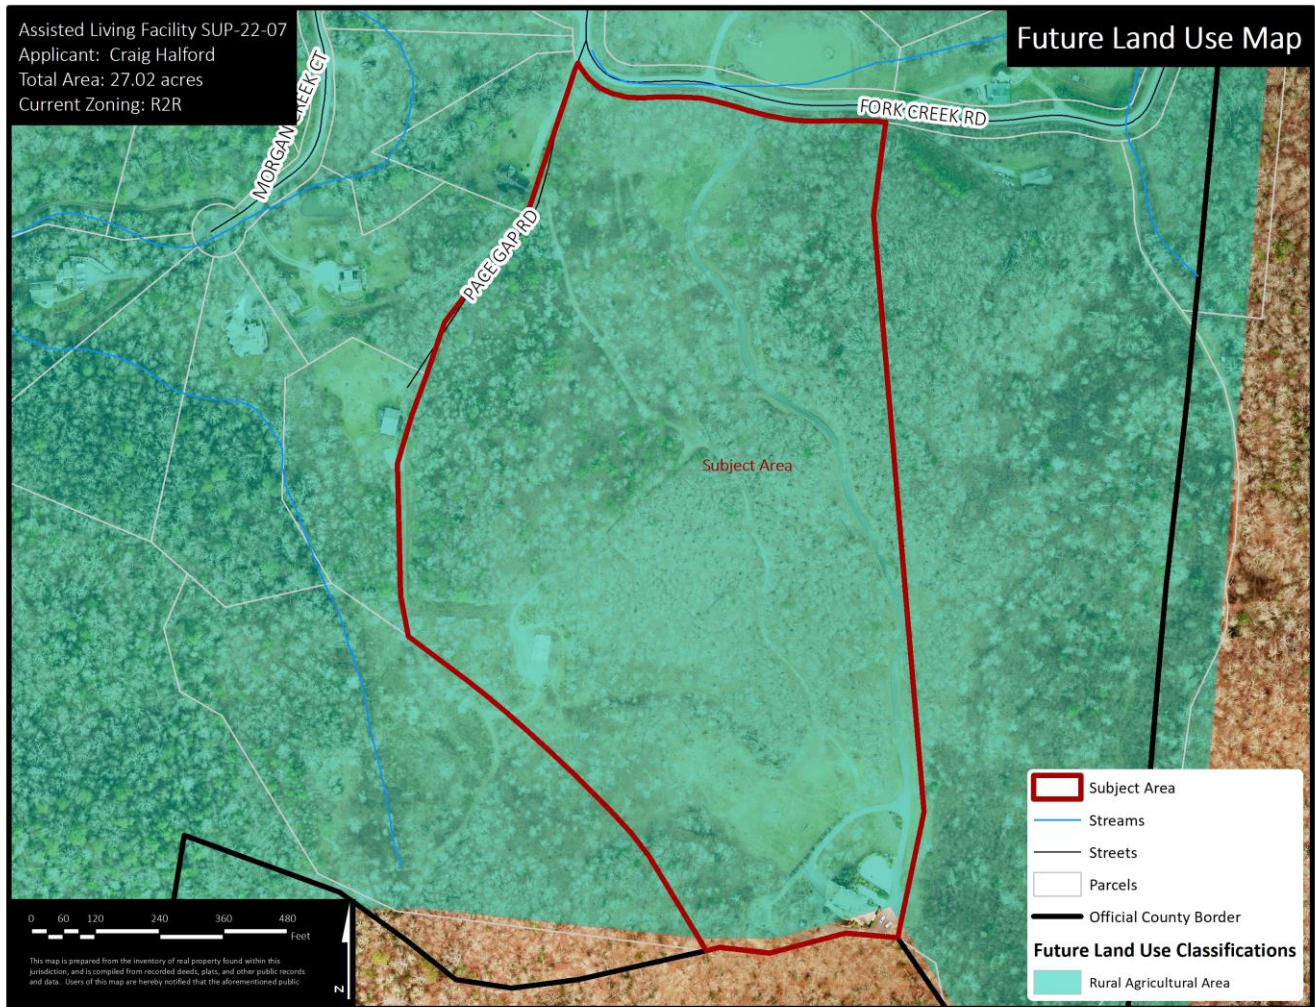 Assisted Living Facility SUP-22-07
Applicant: Craig Halford
Total Area: 27.02 acres
Current Zoning: R2R
Future Land Use Map
MORGAN CREEK CT
FORK CREEK RD
PACE GAP RD
Subject Area
Subject Area
Streams
Streets
Parcels
Official County Border
Future Land Use Classifications
Rural Agricultural Area
0 60 120 240 360 480
Feet
This map is prepared from the inventory of real property found within this
jurisdiction, and is compiled from recorded deeds, plats, and other public records
and data. Users of this map are hereby notified that the aforementioned public
N